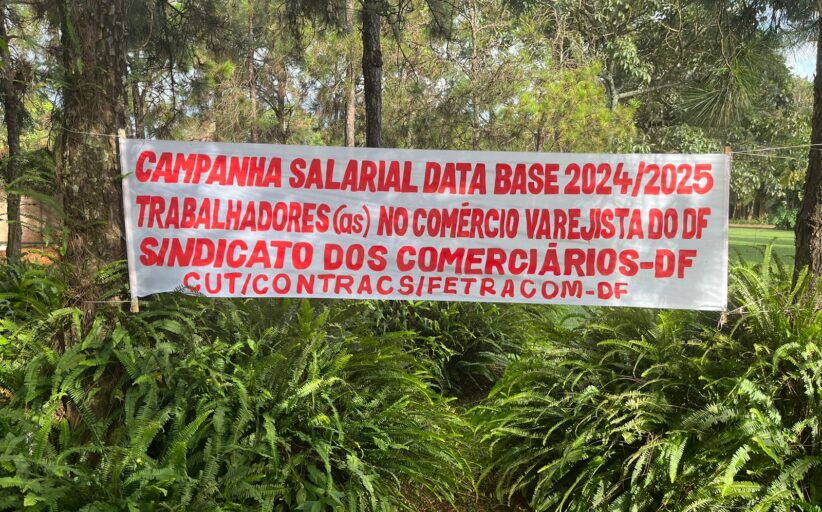 CAMPANHA SALARIAL DATA BASE 2024/2025
TRABALHADORES(as) NO COMÉRCIO VAREJISTA DO DF
SINDICATO DOS COMERCIÁRIOS-DF
CUT/CONTRACS/FETRACOM-DF